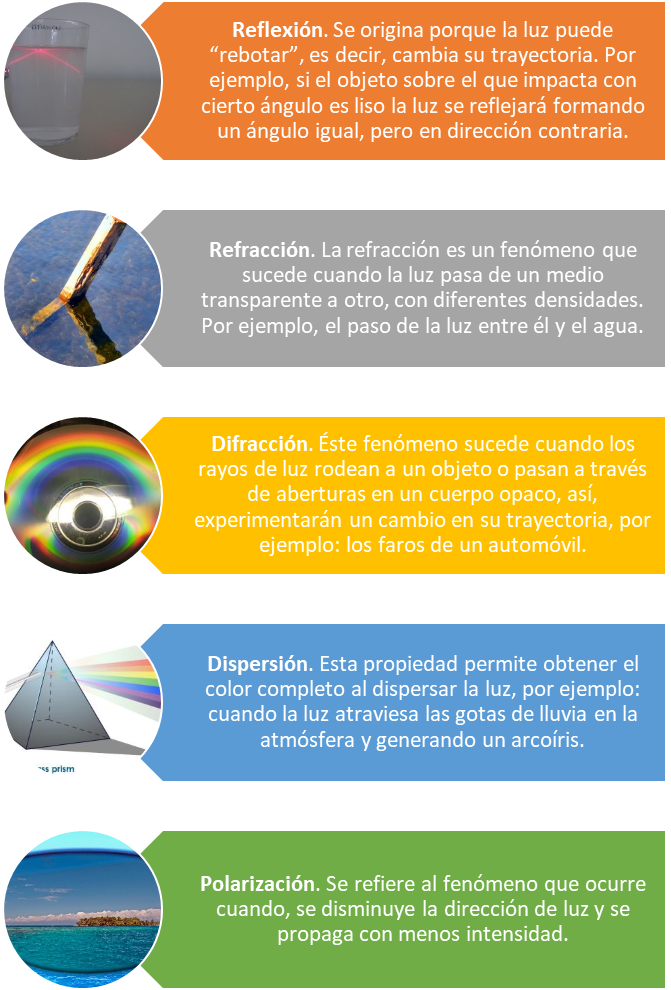 Reflexión. Se origina porque la luz puede
“rebotar”, es decir, cambia su trayectoria. Por
ejemplo, si el objeto sobre el que impacta con
cierto ángulo es liso la luz se reflejará formando
un ángulo igual, pero en dirección contraria.
Refracción. La refracción es un fenómeno que
sucede cuando la luz pasa de un medio
transparente a otro, con diferentes densidades.
Por ejemplo, el paso de la luz entre él y el agua.
Difracción. Éste fenómeno sucede cuando los
rayos de luz rodean a un objeto o pasan a través
de aberturas en un cuerpo opaco, así,
experimentarán un cambio en su trayectoria, por
ejemplo: los faros de un automóvil.
Dispersión. Esta propiedad permite obtener el
color completo al dispersar la luz, por ejemplo:
cuando la luz atraviesa las gotas de lluvia en la
atmósfera y generando un arcoíris.
ss prism
Polarización. Se refiere al fenómeno que ocurre
cuando, se disminuye la dirección de luz y se
propaga con menos intensidad.